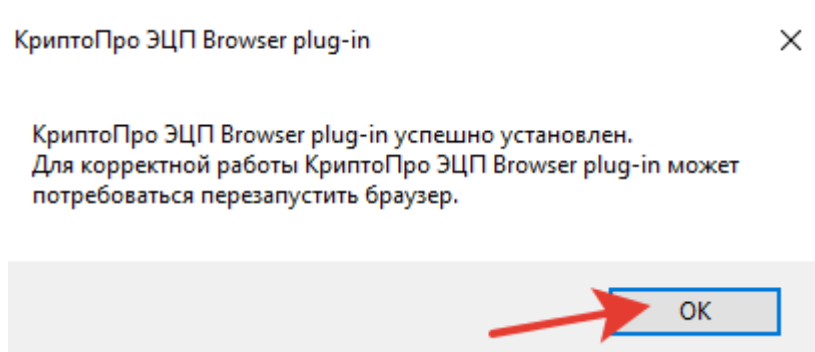 КриптоПро ЭЦП Browser plug-in
КриптоПро ЭЦП Browser plug-in успешно установлен.
Для корректной работы КриптоПро ЭЦП Browser plug-in может
потребоваться перезапустить браузер.
ОК